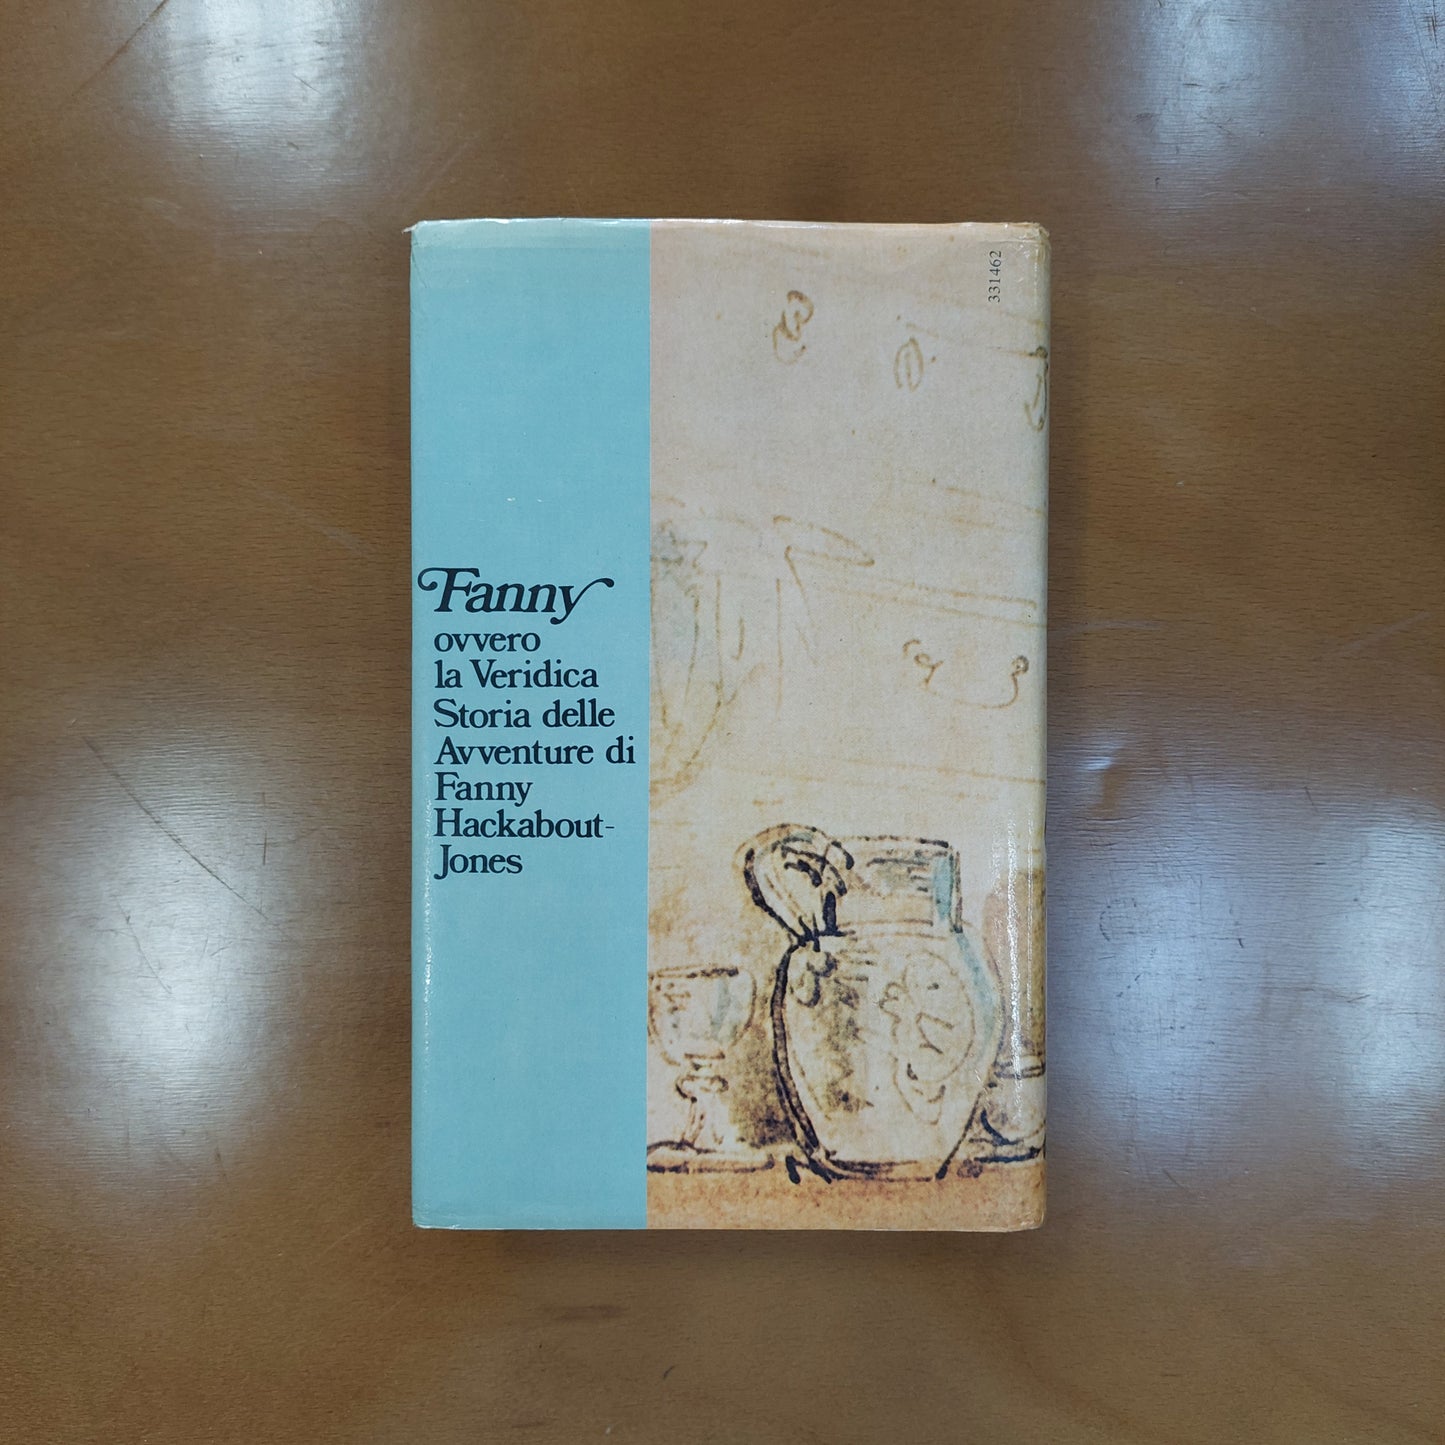 331462
Fanny
ovvero
la Veridica
Storia delle
Avventure di
Fanny
Hackabout-
Jones